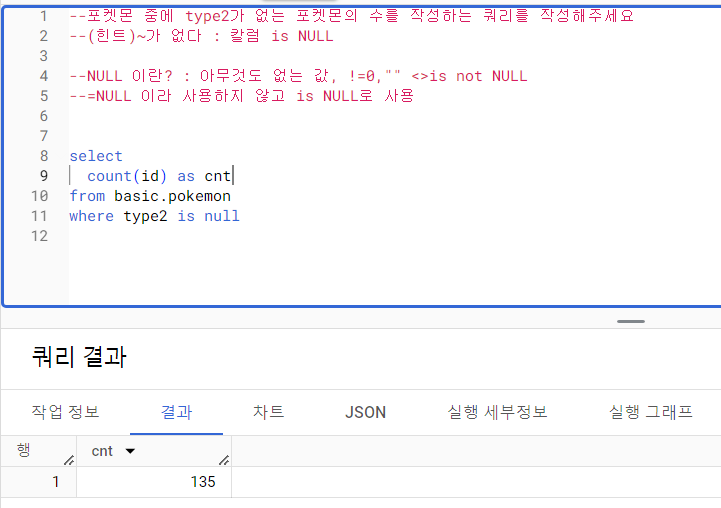 1 --포켓몬 중에 type2가 없는 포켓몬의 수를 작성하는 쿼리를 작성해주세요
2 --(힌트)~가 없다 : 칼럼 is NULL
3
4 --NULL 이란? : 아무것도 없는 값, !=0,"" <>is not NULL
5 --=NULL 이라 사용하지 않고 is NULL로 사용
6
7
8 select
9 count(id) as cnt
10 from basic.pokemon
11 where type2 is null
12
쿼리 결과
작업 정보 결과 차트 JSON 실행 세부정보 실행 그래프
행 cnt
1 135